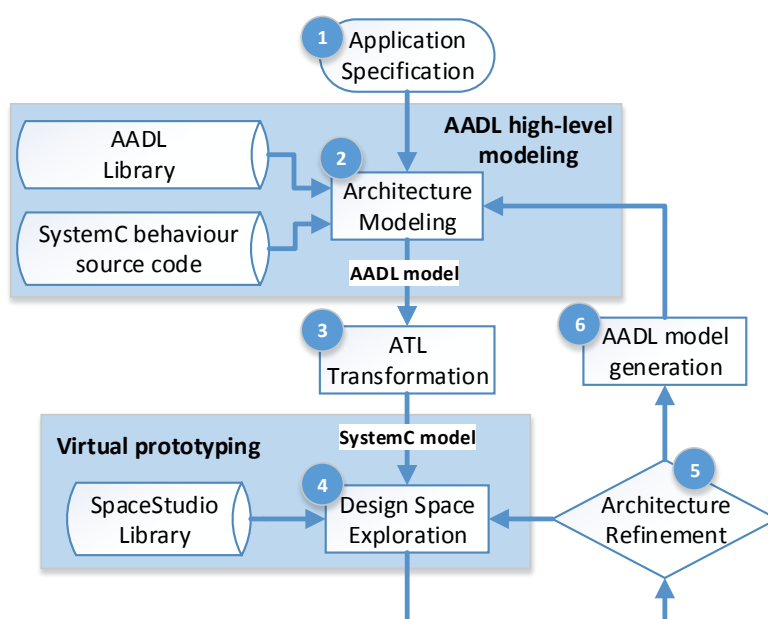 1
Application
Specification
AADL high-level
modeling
AADL
Library
2
Architecture
Modeling
SystemC behaviour
source code
AADL model
3
ATL
Transformation
6
AADL model
generation
Virtual prototyping
SystemC model
4
Design Space
Exploration
SpaceStudio
Library
5
Architecture
Refinement